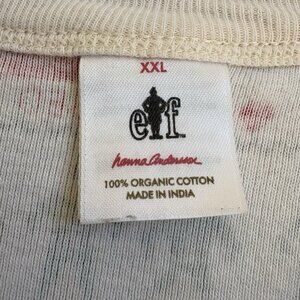 XXL
elf
hanna andersson
100% ORGANIC COTTON
MADE IN INDIA